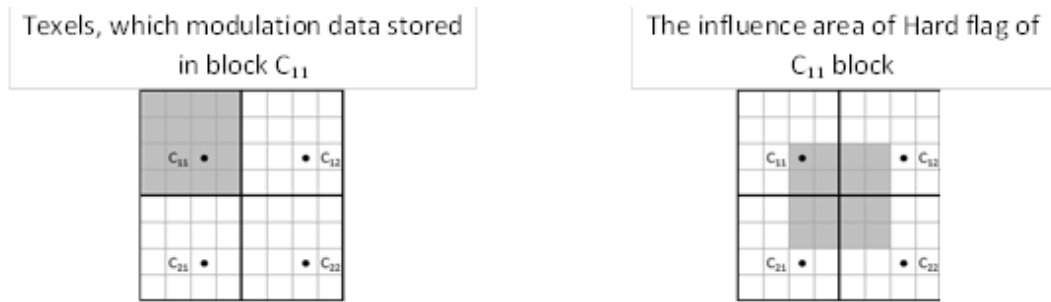 Texels, which modulation data stored
in block C₁₁
The influence area of Hard flag of
C₁₁ block
C₁₁ C₁₂ C₁₁ C₁₂
C₂₁ C₂₂ C₂₁ C₂₂